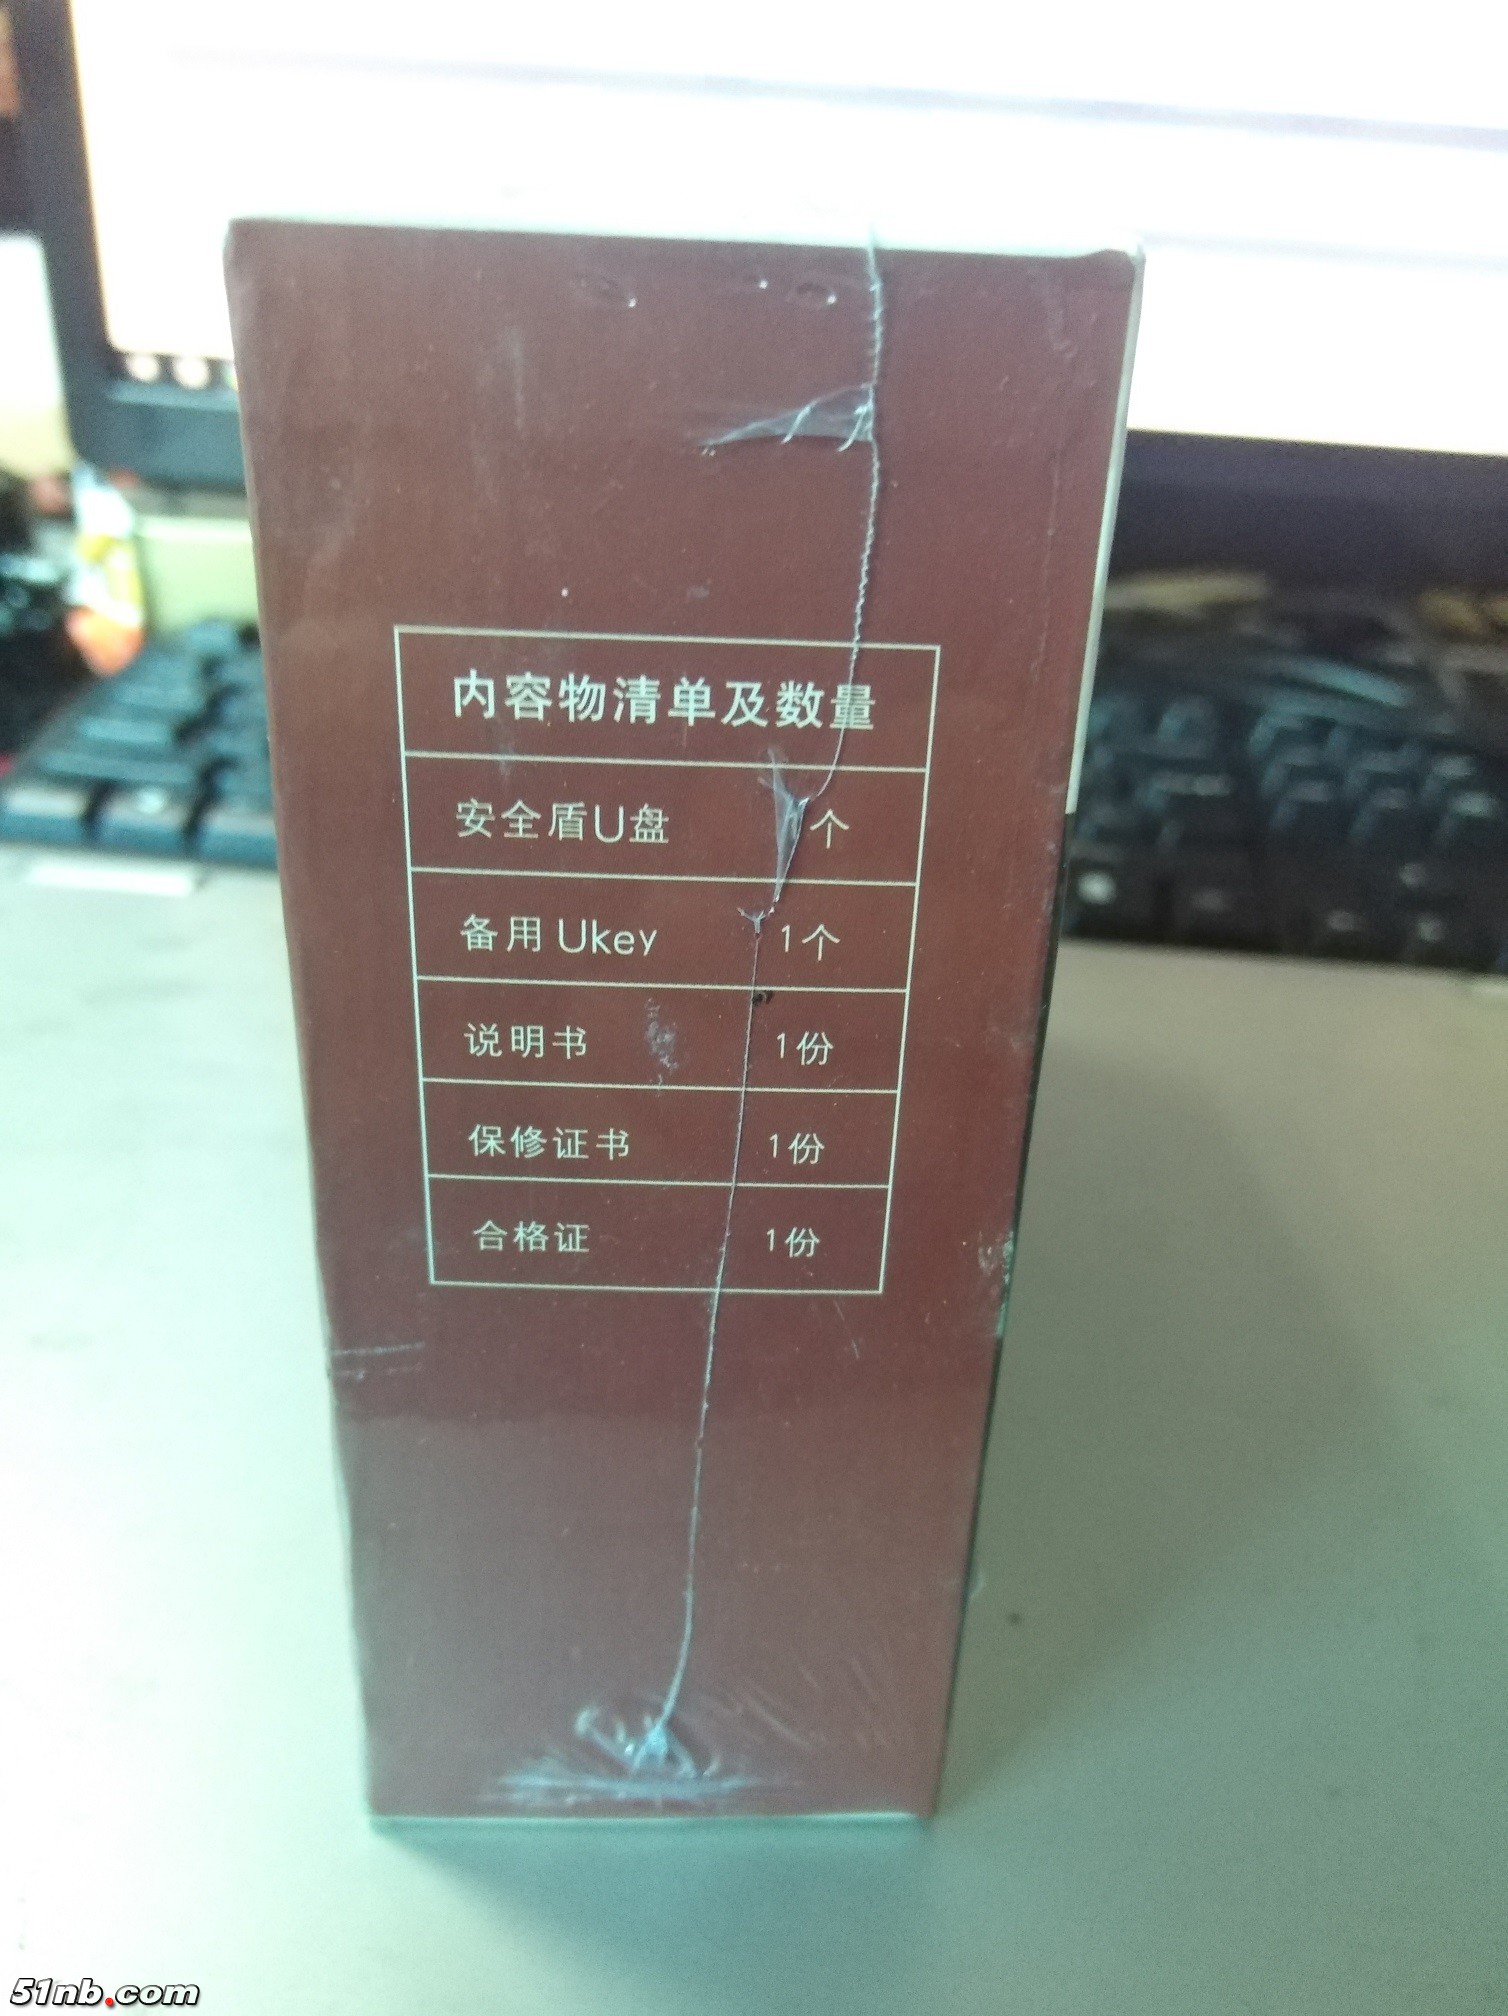 内容物清单及数量
安全盾U盘 个
备用 Ukey 1个
说明书 1份
保修证书 1份
合格证 1份
51nb.com